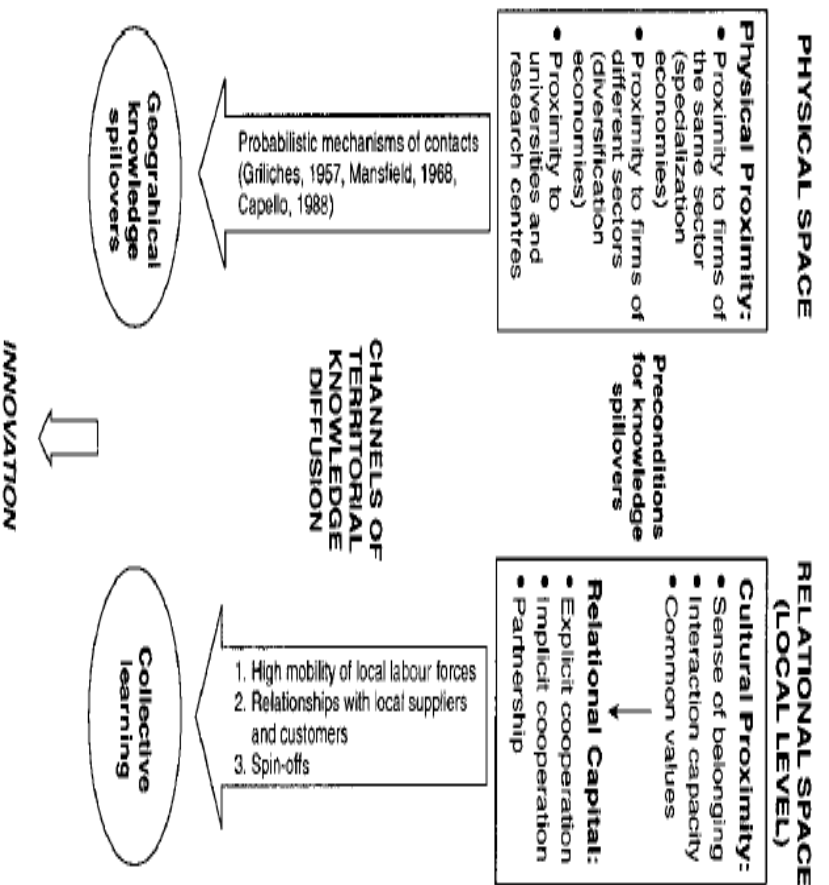 PHYSICAL SPACE
Physical Proximity:
• Proximity to firms of
the same sector
(specialization
economies)
• Proximity to firms of
different sectors
(diversification
economies)
• Proximity to
universities and
research centres
Probabilistic mechanisms of contacts
(Griliches, 1957, Mansfield, 1968,
Capello, 1988)
Geograhical
knowledge
spillovers
Preconditions
for knowledge
spillovers
CHANNELS OF
TERRITORIAL
KNOWLEDGE
DIFFUSION
INNOVATION
RELATIONAL SPACE
(LOCAL LEVEL)
Cultural Proximity:
• Sense of belonging
• Interaction capacity
• Common values
Relational Capital:
• Explicit cooperation
• Implicit cooperation
• Partnership
1. High mobility of local labour forces
2. Relationships with local suppliers
and customers
3. Spin-offs
Collective
learning